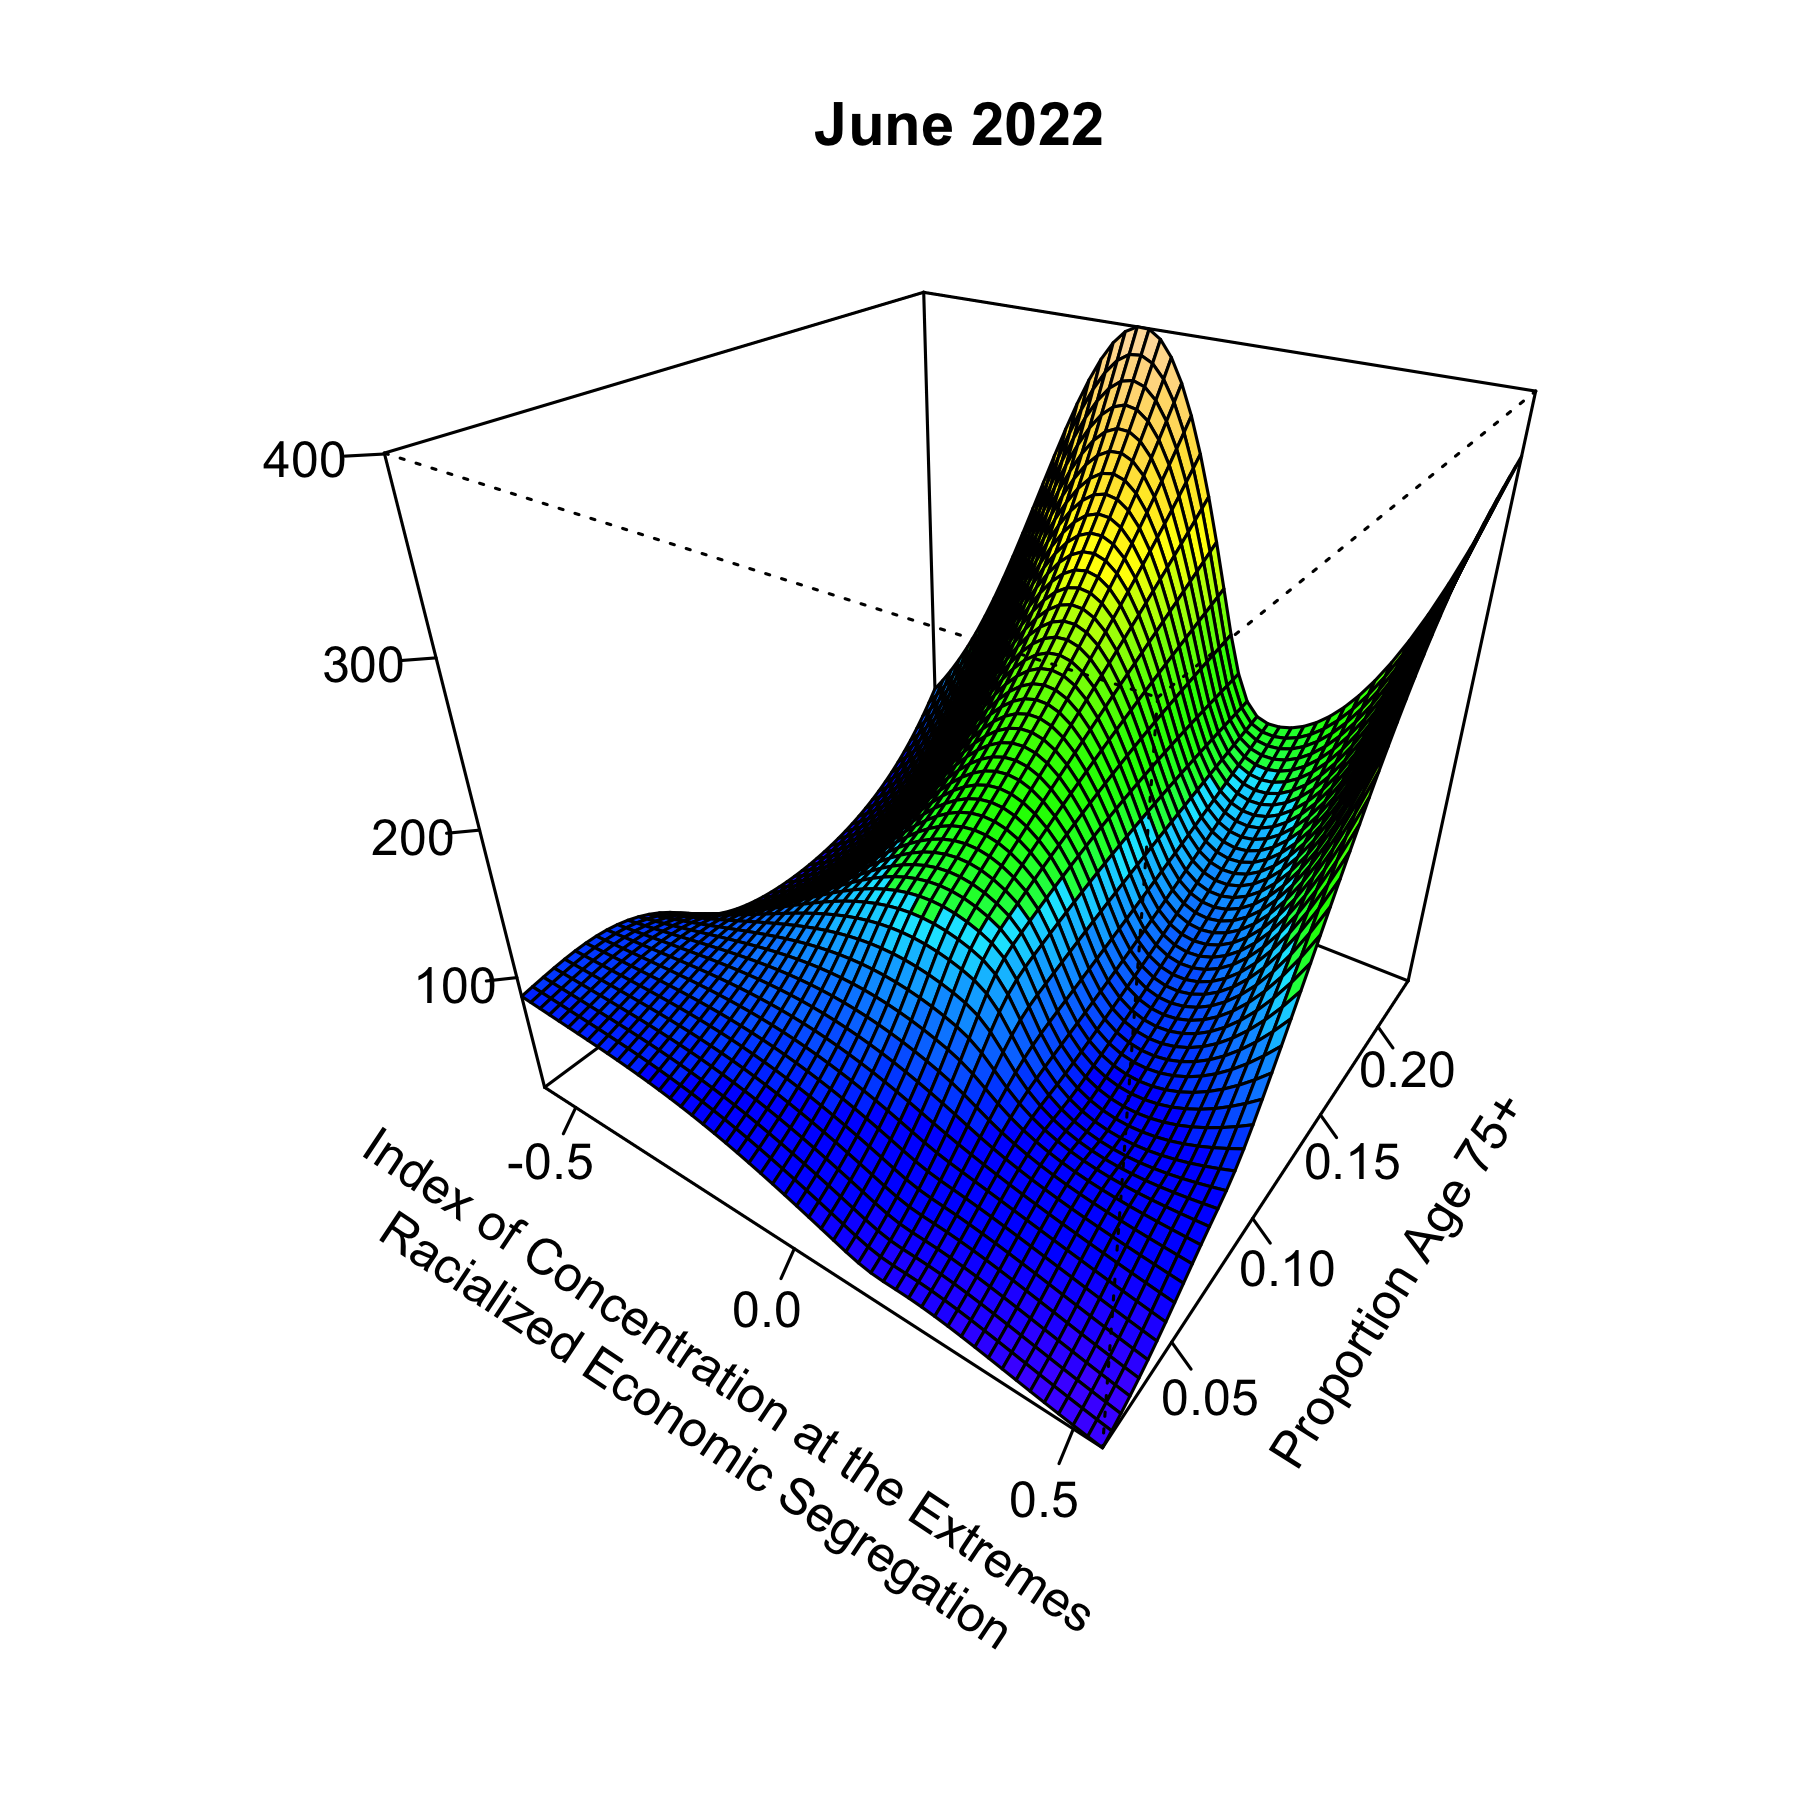 June 2022
400
300
200
100
-0.5
0.0
0.5
Index of Concentration at the Extremes
Racialized Economic Segregation
0.05
0.10
0.15
0.20
Proportion Age 75+